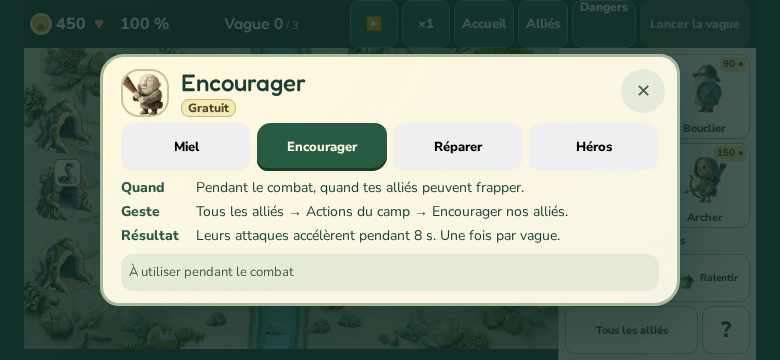 450 ♥ 100 % Vague 0 / 3 ×1 Accueil Alliés Dangers Lancer la vague
Encourager
Gratuit
×
Miel Encourager Réparer Héros
Quand Pendant le combat, quand tes alliés peuvent frapper.
Geste Tous les alliés → Actions du camp → Encourager nos alliés.
Résultat Leurs attaques accélèrent pendant 8 s. Une fois par vague.
À utiliser pendant le combat
90
Bouclier
150
Archer
Ralentir
Tous les alliés ?